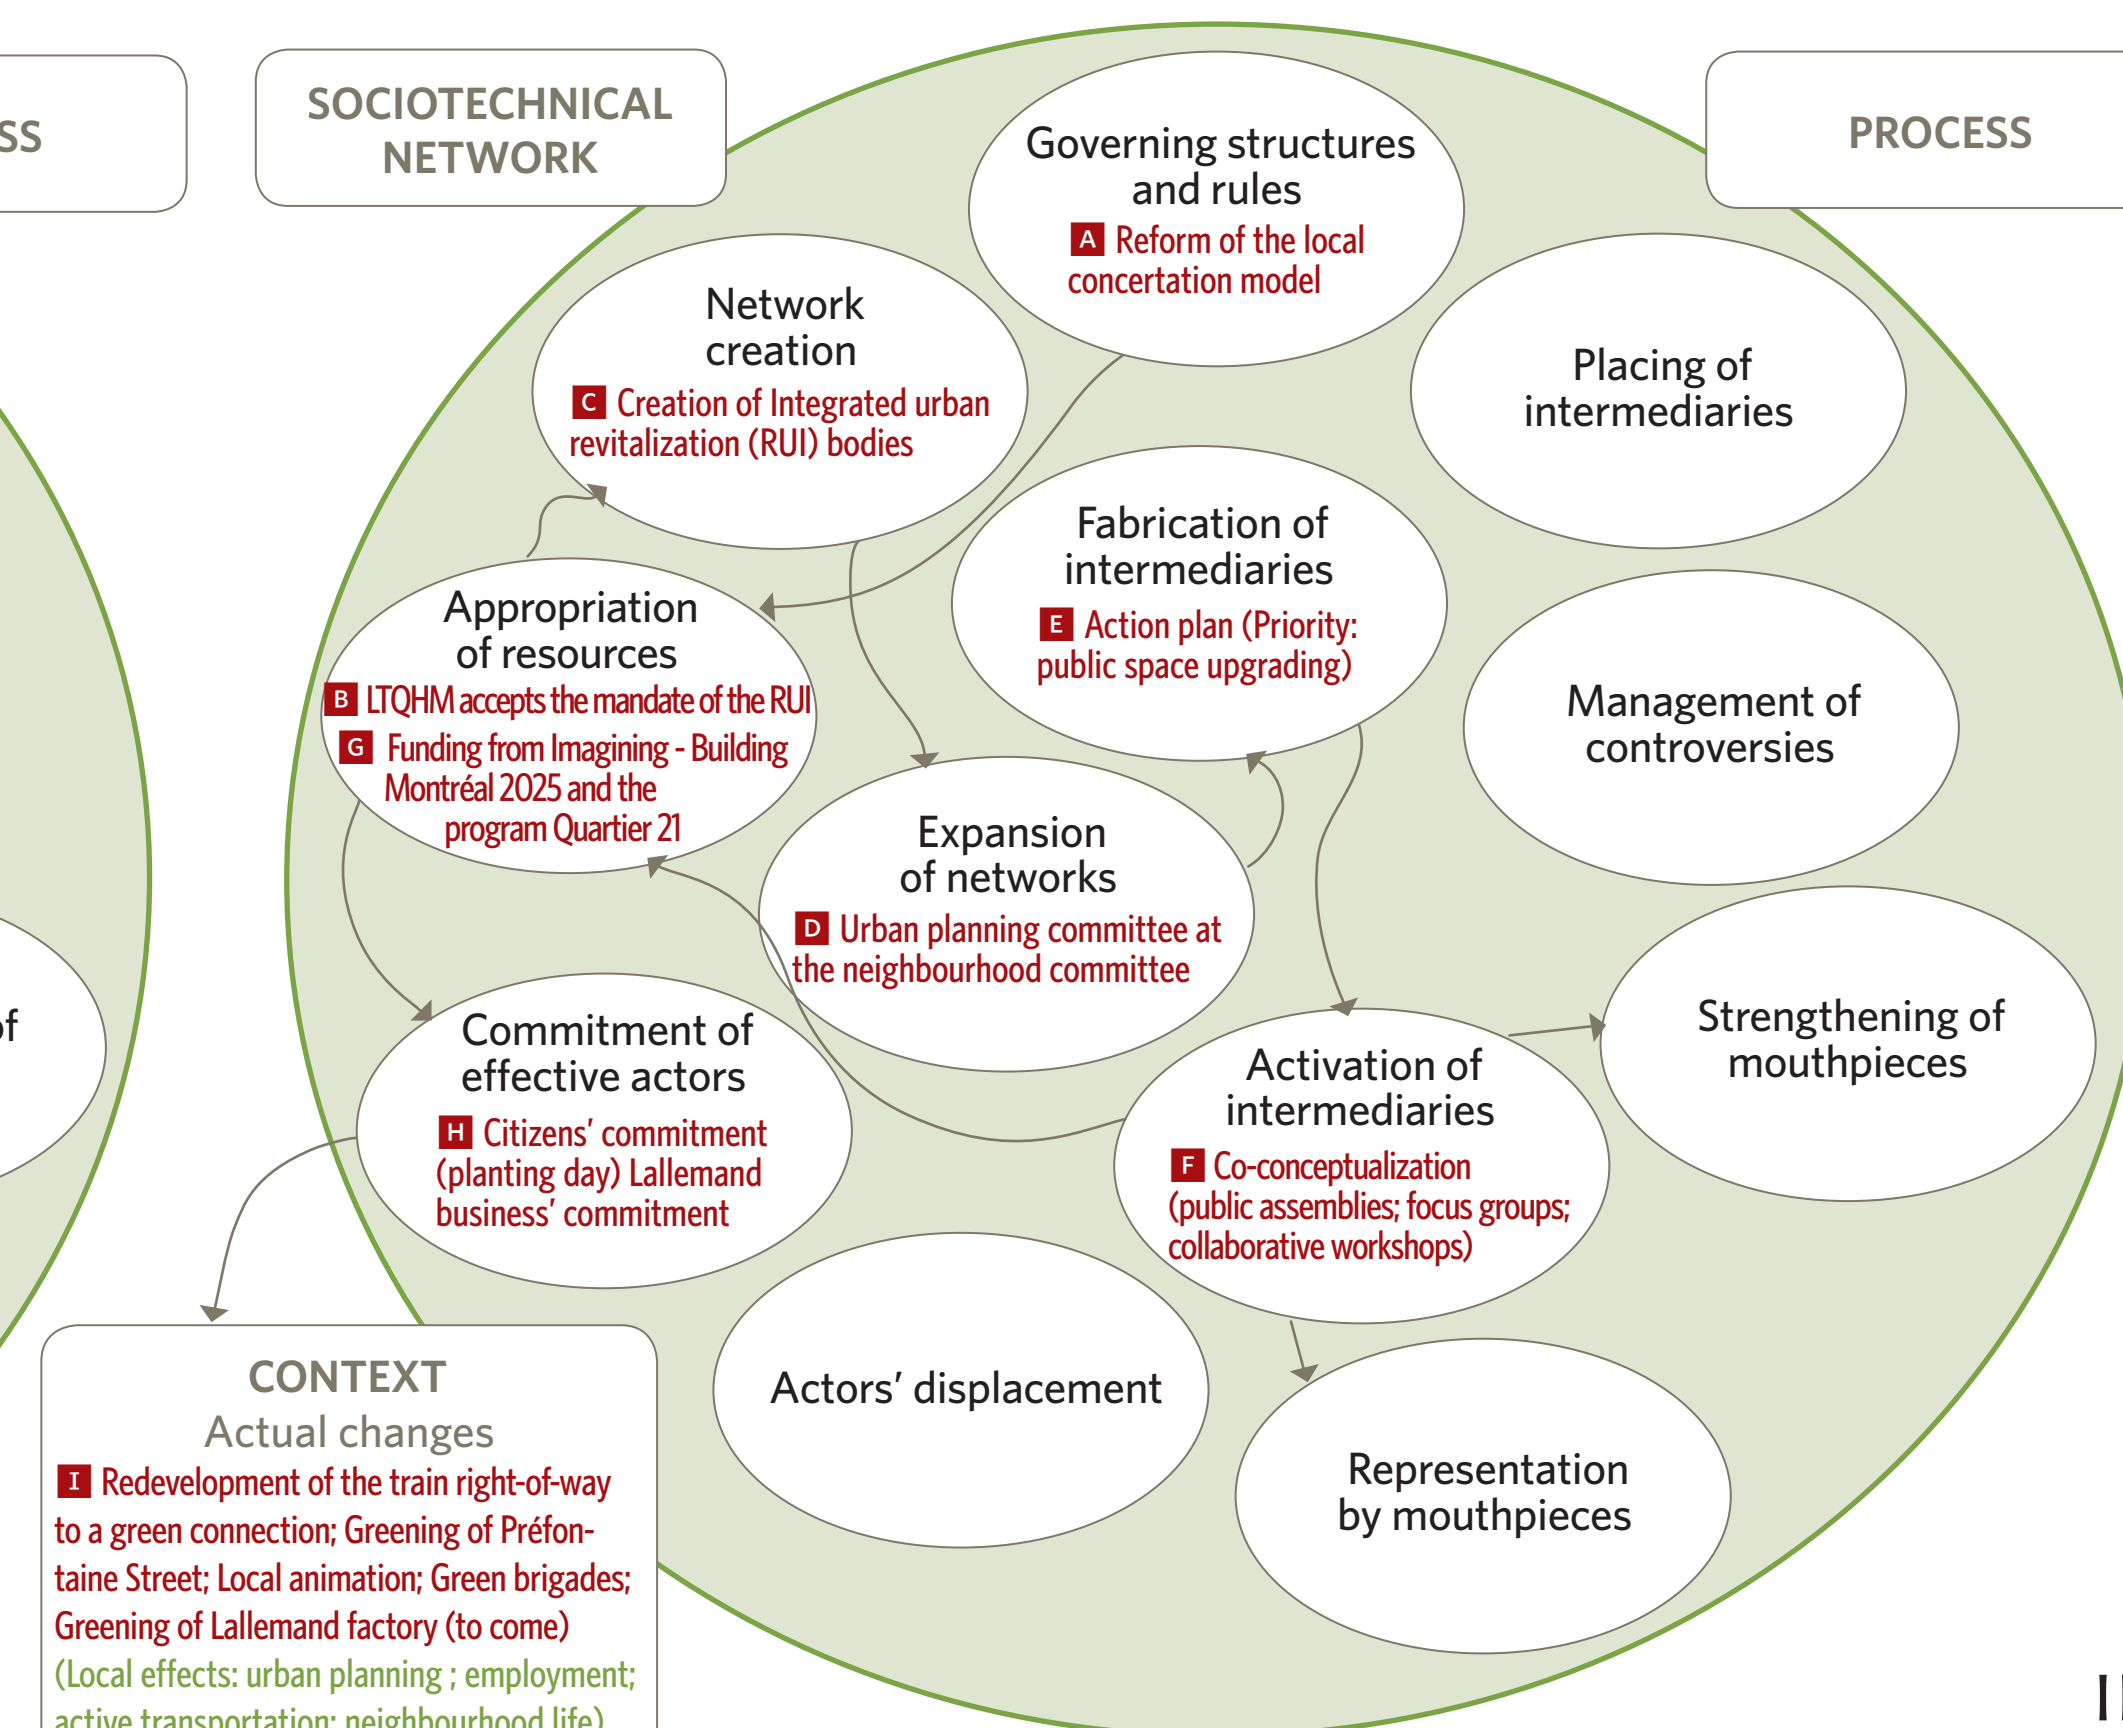 SS
SOCIOTECHNICAL
NETWORK
PROCESS
Governing structures
and rules
A Reform of the local
concertation model
Network
creation
C Creation of Integrated urban
revitalization (RUI) bodies
Placing of
intermediaries
Fabrication of
intermediaries
E Action plan (Priority:
public space upgrading)
Appropriation
of resources
B LTQHM accepts the mandate of the RUI
G Funding from Imagining - Building
Montréal 2025 and the
program Quartier 21
Management of
controversies
Expansion
of networks
D Urban planning committee at
the neighbourhood committee
of
Commitment of
effective actors
H Citizens’ commitment
(planting day) Lallemand
business’ commitment
Activation of
intermediaries
F Co-conceptualization
(public assemblies; focus groups;
collaborative workshops)
Strengthening of
mouthpieces
Actors’ displacement
Representation
by mouthpieces
CONTEXT
Actual changes
I Redevelopment of the train right-of-way
to a green connection; Greening of Préfon-
taine Street; Local animation; Green brigades;
Greening of Lallemand factory (to come)
(Local effects: urban planning ; employment;
active transportation; neighbourhood life)